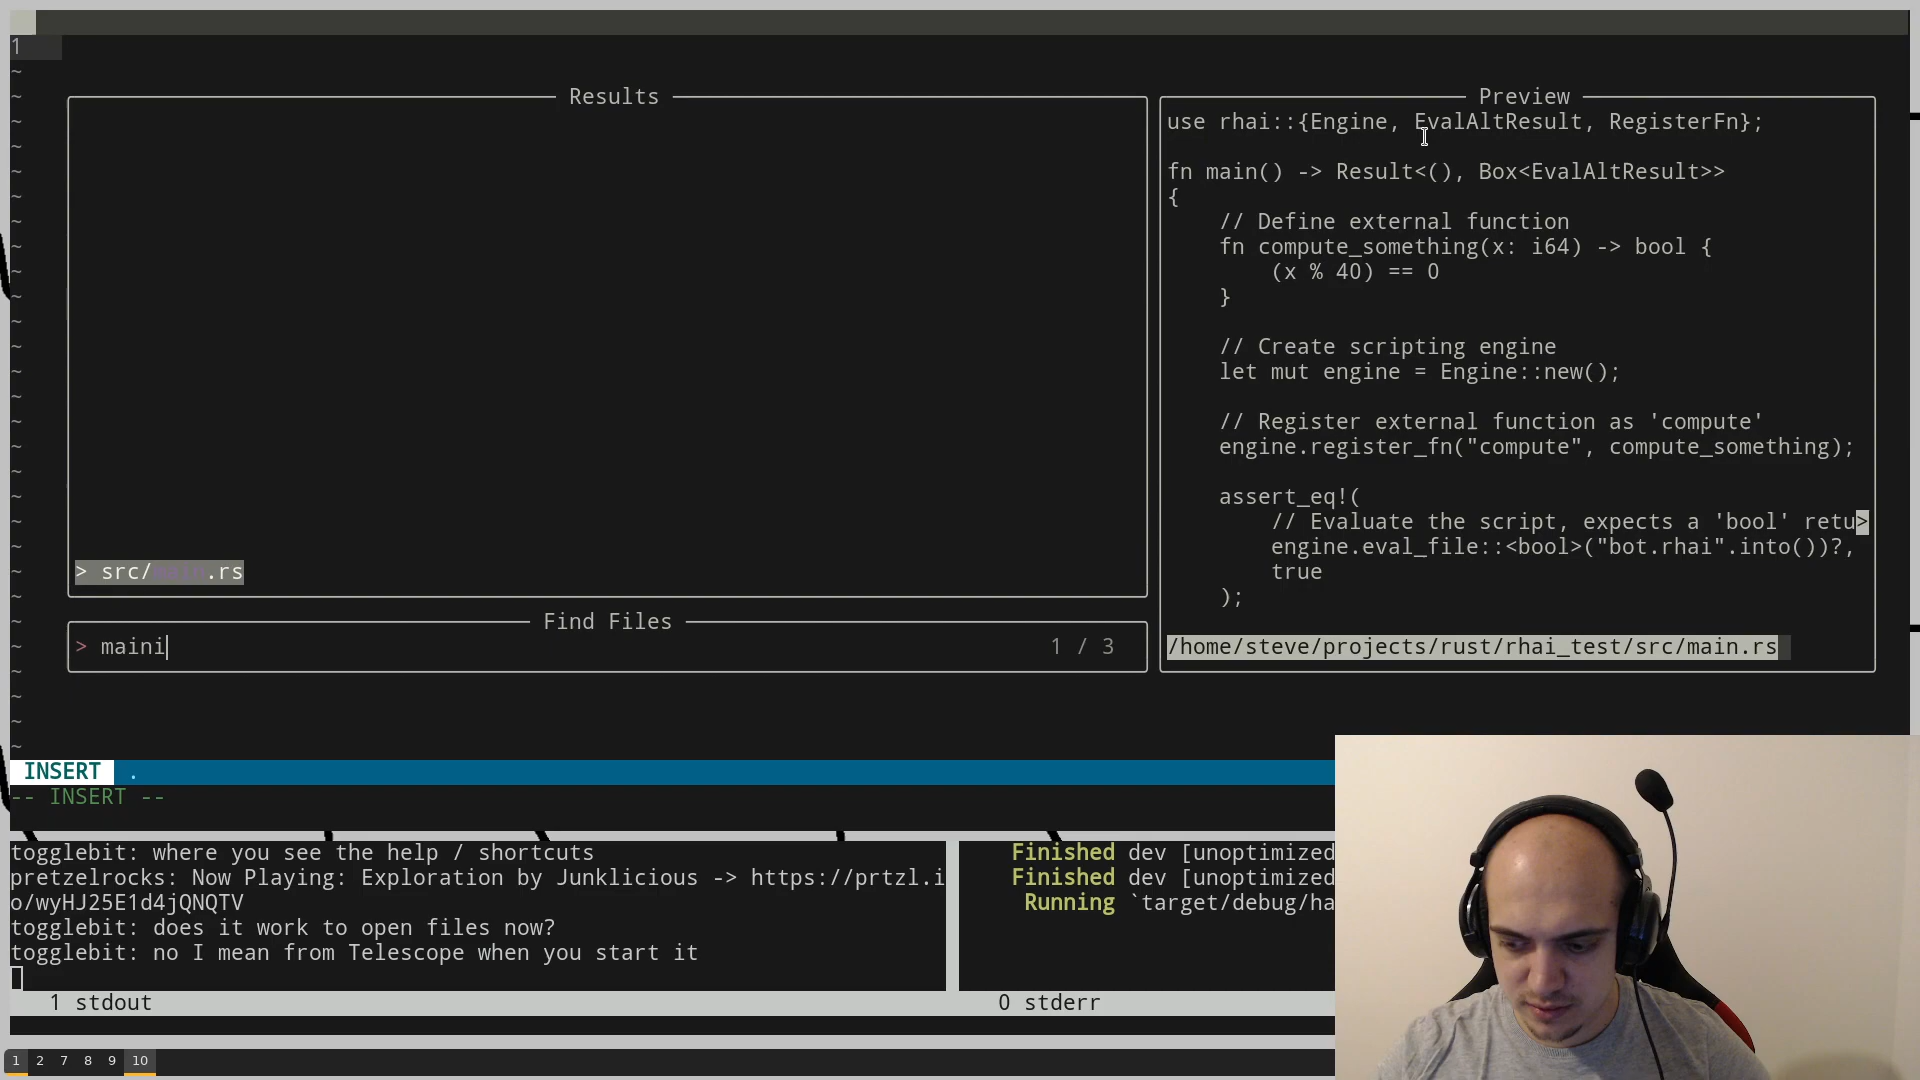 1
Results
> src/main.rs
Find Files
> maini
1 / 3
Preview
use rhai::{Engine, EvalAltResult, RegisterFn};
fn main() -> Result<(), Box<EvalAltResult>>
{
// Define external function
fn compute_something(x: i64) -> bool {
(x % 40) == 0
}
// Create scripting engine
let mut engine = Engine::new();
// Register external function as 'compute'
engine.register_fn("compute", compute_something);
assert_eq!(
// Evaluate the script, expects a 'bool' retu>
engine.eval_file::<bool>("bot.rhai".into())?,
true
);
/home/steve/projects/rust/rhai_test/src/main.rs
INSERT .
-- INSERT --
togglebit: where you see the help / shortcuts
pretzelrocks: Now Playing: Exploration by Junklicious -> https://prtzl.i
o/wyHJ25E1d4jQNQTV
togglebit: does it work to open files now?
togglebit: no I mean from Telescope when you start it
1 stdout
Finished dev [unoptimized
Finished dev [unoptimized
Running `target/debug/ha
0 stderr
1 2 7 8 9 10